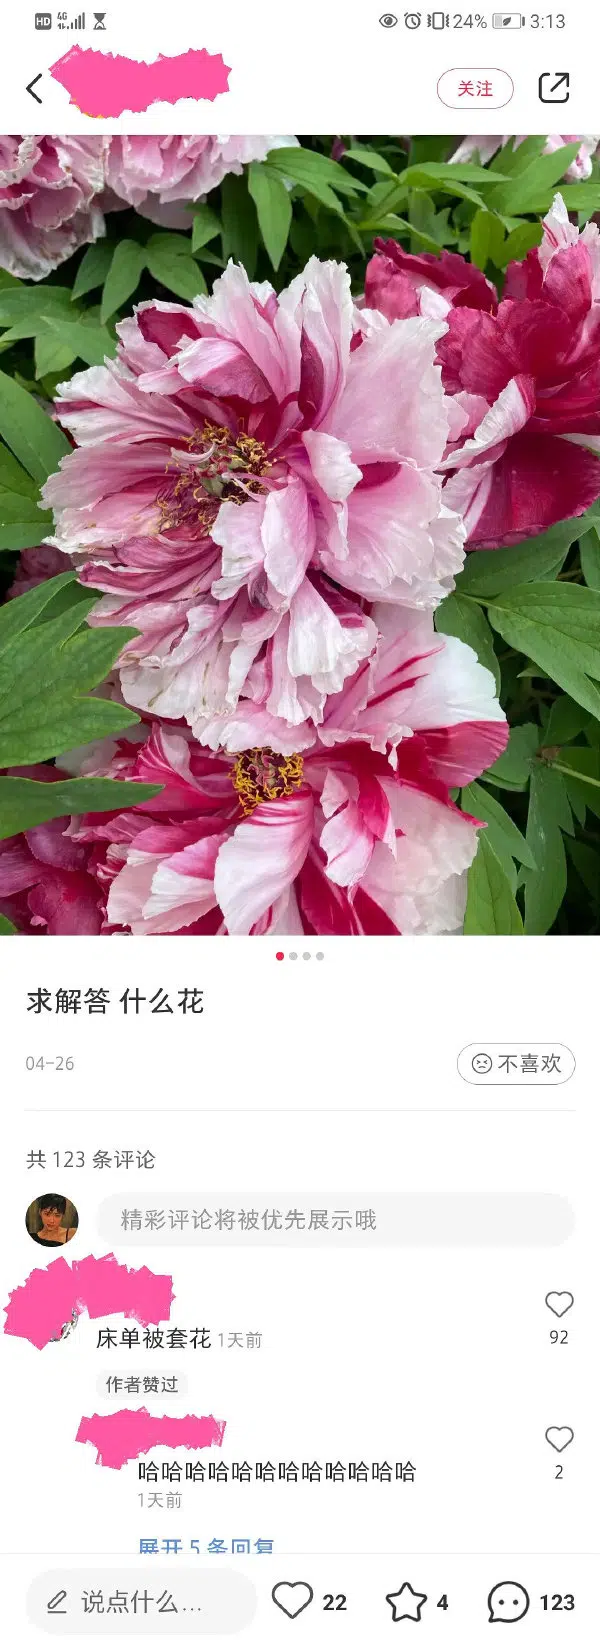 HD 4G 24% 3:13
关注
求解答 什么花
04-26
不喜欢
共 123 条评论
精彩评论将被优先展示哦
床单被套花 1天前
92
作者赞过
哈哈哈哈哈哈哈哈哈哈哈哈
2
1天前
展开 5 条回复
说点什么...
22
4
123